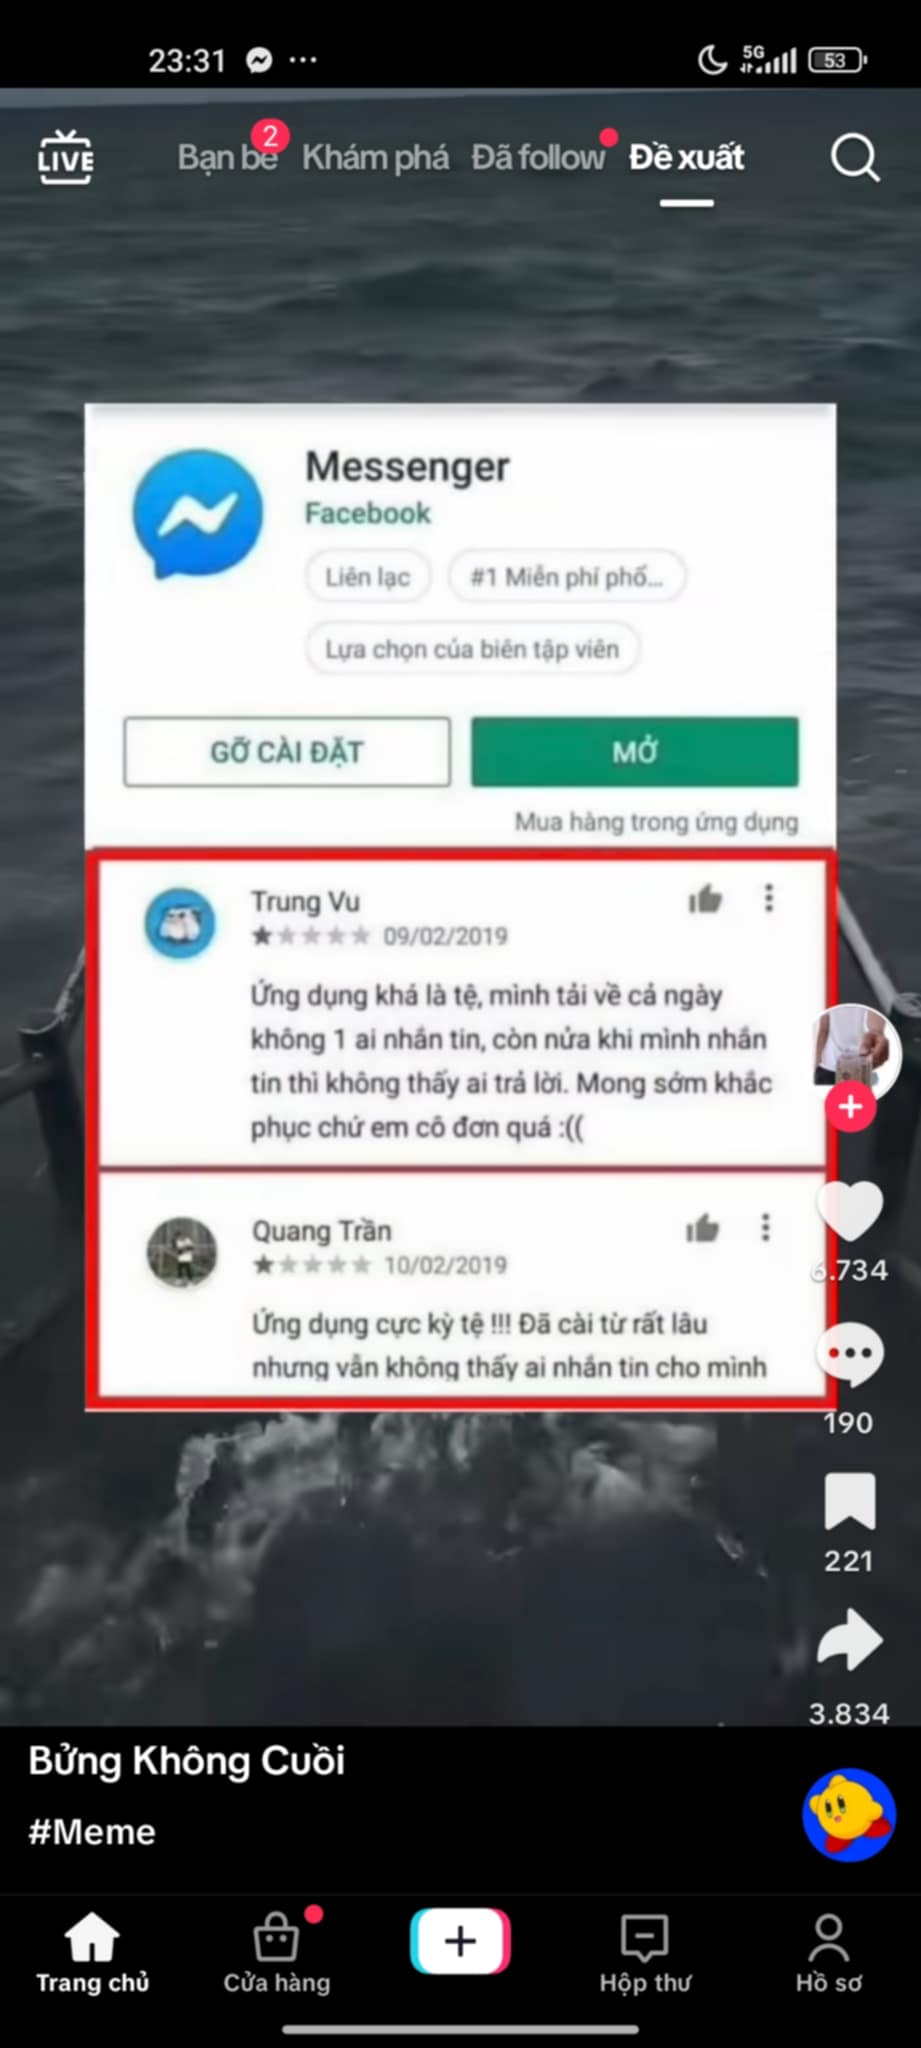 23:31
5G
53
LIVE
Bạn bè
2
Khám phá
Đã follow
Đề xuất
Messenger
Facebook
Liên lạc
#1 Miễn phí phổ...
Lựa chọn của biên tập viên
GỠ CÀI ĐẶT
MỞ
Mua hàng trong ứng dụng
Trung Vu
09/02/2019
Ứng dụng khá là tệ, mình tải về cả ngày
không 1 ai nhắn tin, còn nửa khi mình nhắn
tin thì không thấy ai trả lời. Mong sớm khắc
phục chứ em cô đơn quá :((
Quang Trần
10/02/2019
Ứng dụng cực kỳ tệ !!! Đã cài từ rất lâu
nhưng vẫn không thấy ai nhắn tin cho mình
6.734
190
221
3.834
Bửng Không Cuồi
#Meme
Trang chủ
Cửa hàng
Hộp thư
Hồ sơ